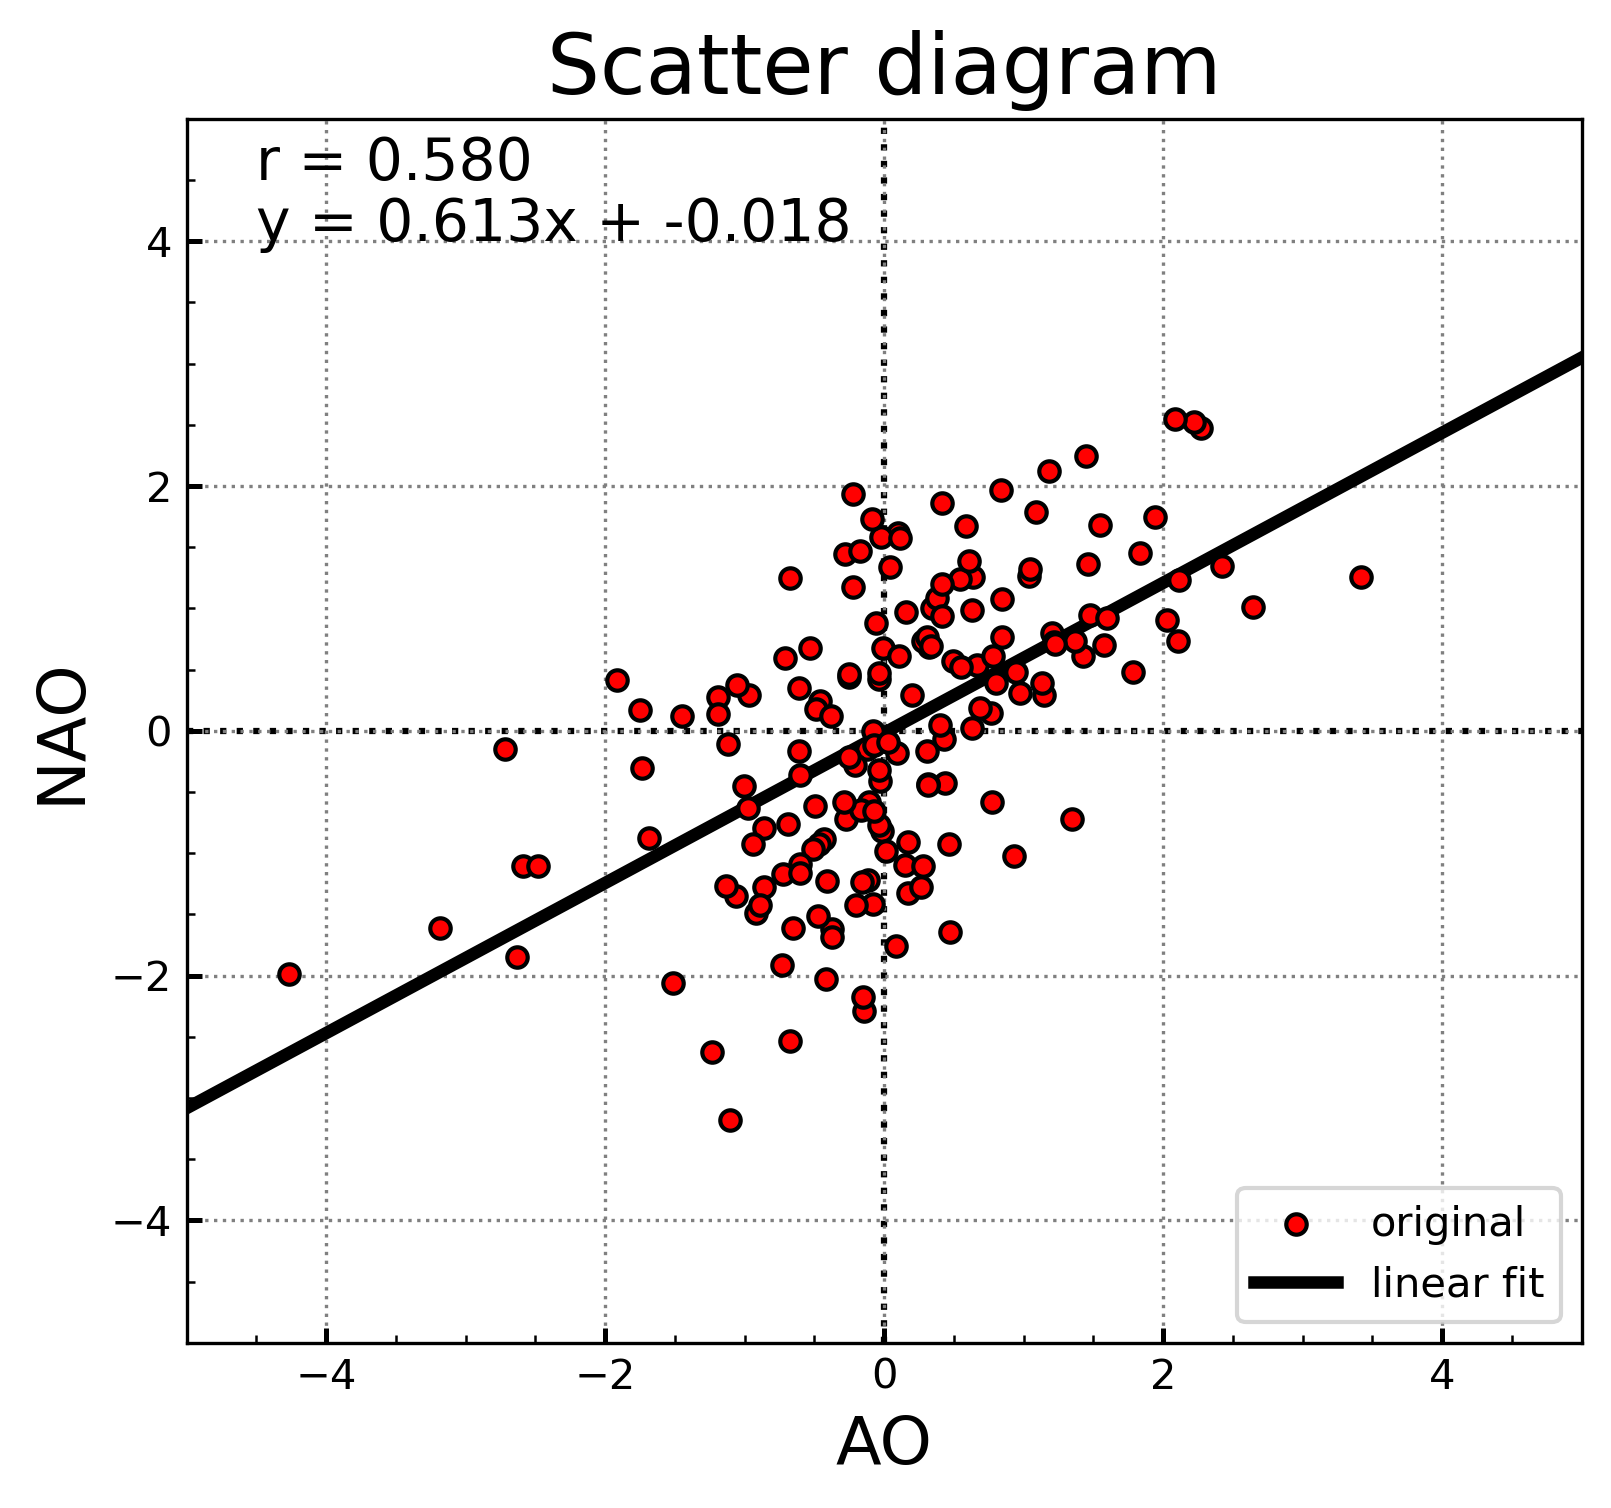 Scatter diagram
r = 0.580
y = 0.613x + -0.018
NAO
4
2
0
−2
−4
original
linear fit
−4 −2 0 2 4
AO